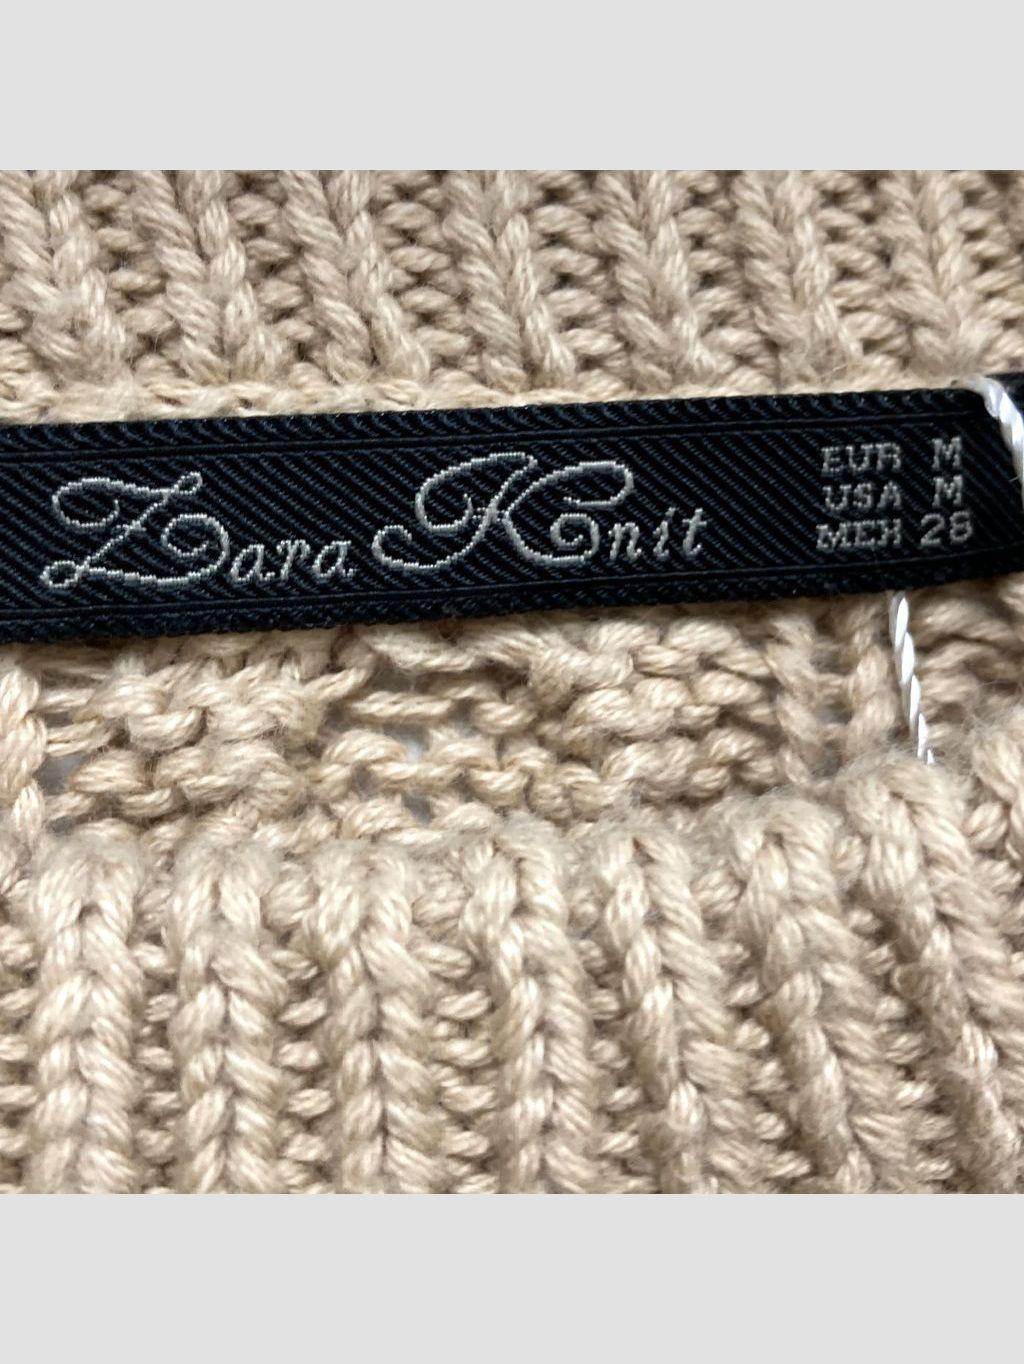 Zara Knit
EUR M
USA M
MEX 28